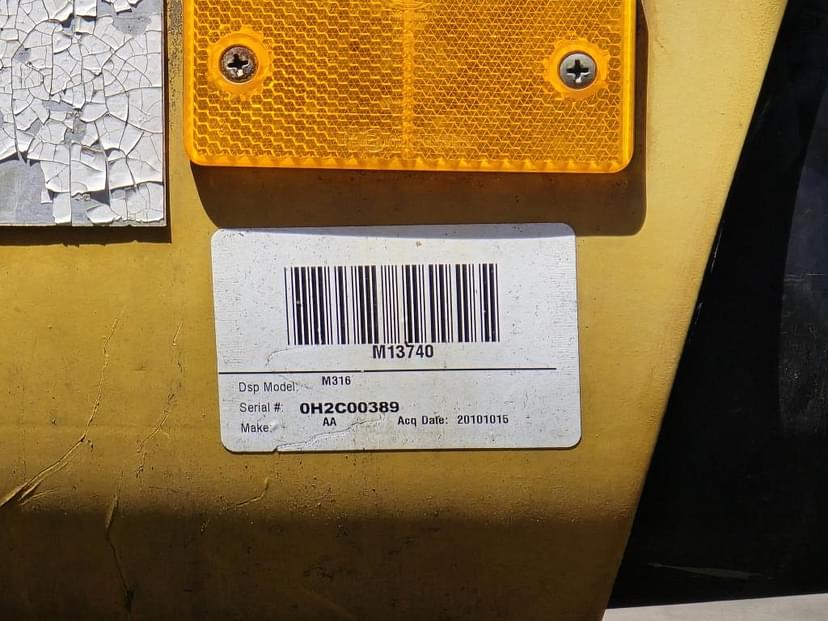 M13740
Dsp Model: M316
Serial #: 0H2C00389
Make: AA Acq Date: 20101015